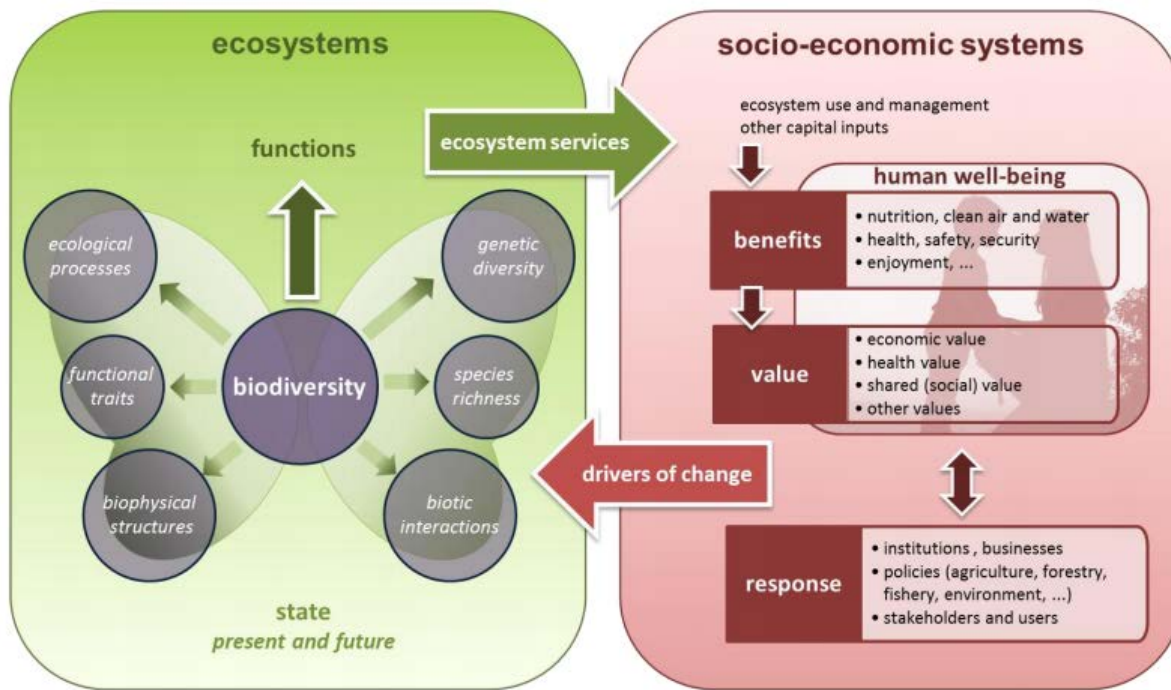 ecosystems
functions
ecological
processes
genetic
diversity
functional
traits
biodiversity
species
richness
biophysical
structures
biotic
interactions
state
present and future
ecosystem services
drivers of change
socio-economic systems
ecosystem use and management
other capital inputs
human well-being
benefits
• nutrition, clean air and water
• health, safety, security
• enjoyment, ...
value
• economic value
• health value
• shared (social) value
• other values
response
• institutions , businesses
• policies (agriculture, forestry,
fishery, environment, ...)
• stakeholders and users